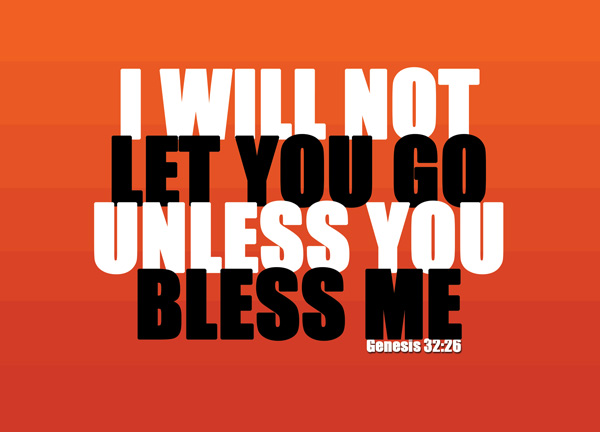 I WILL NOT
LET YOU GO
UNLESS YOU
BLESS ME
Genesis 32:26